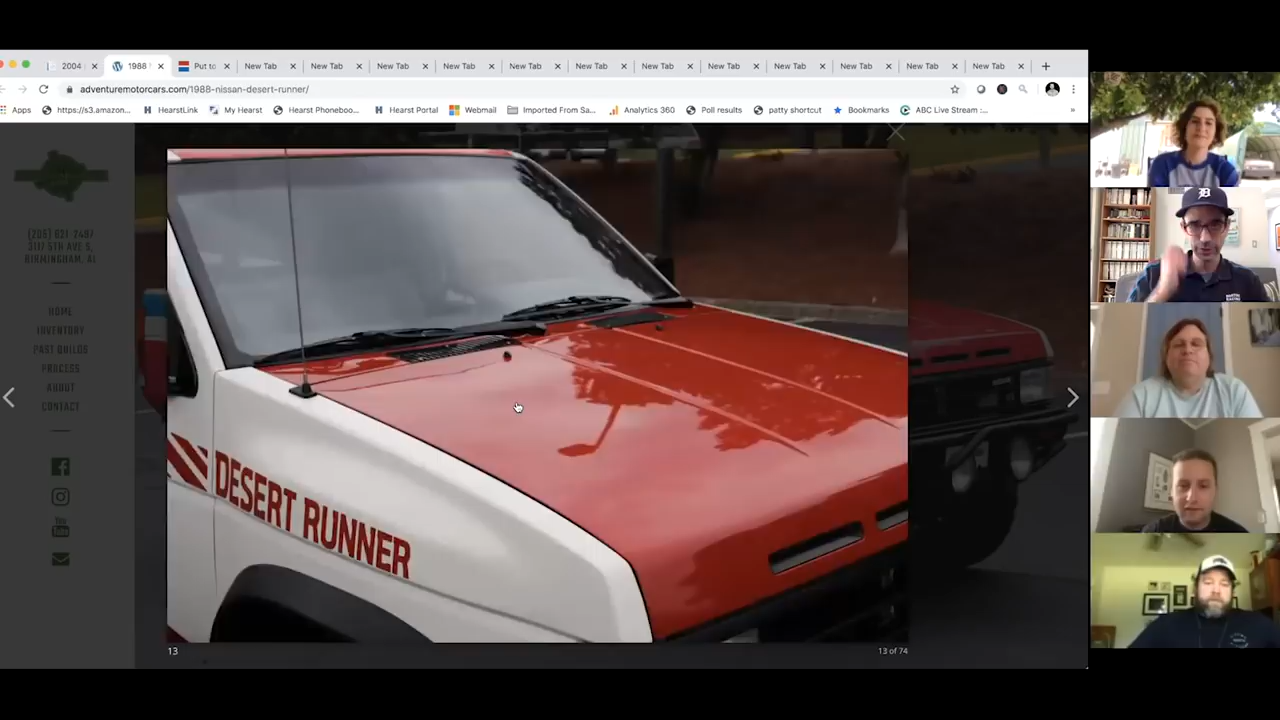 2004
1988
Put to
New Tab
New Tab
New Tab
New Tab
New Tab
New Tab
New Tab
New Tab
New Tab
New Tab
New Tab
New Tab
adventuremotorcars.com/1988-nissan-desert-runner/
Apps
https://s3.amazon...
HearstLink
My Hearst
Hearst Phoneboo...
Hearst Portal
Webmail
Imported From Sa...
Analytics 360
Poll results
patty shortcut
Bookmarks
ABC Live Stream :...
»
3117 5TH AVE S,
BIRMINGHAM, AL
HOME
INVENTORY
PAST BUILDS
PROCESS
ABOUT
CONTACT
You
Tube
DESERT RUNNER
13
13 of 74
D